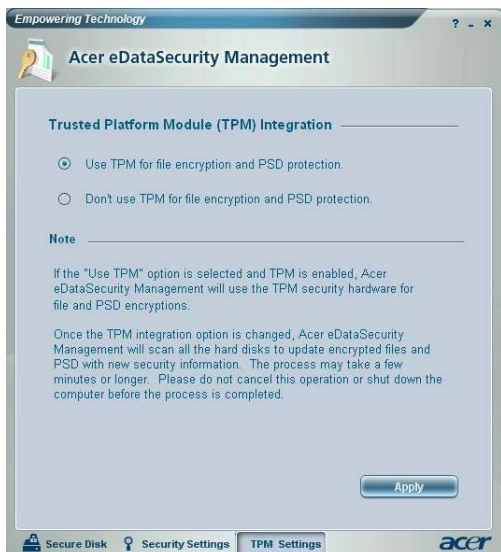 Empowering Technology
? - ×
Acer eDataSecurity Management
Trusted Platform Module (TPM) Integration
Use TPM for file encryption and PSD protection.
Don't use TPM for file encryption and PSD protection.
Note
If the "Use TPM" option is selected and TPM is enabled, Acer
eDataSecurity Management will use the TPM security hardware for
file and PSD encryptions.
Once the TPM integration option is changed, Acer eDataSecurity
Management will scan all the hard disks to update encrypted files and
PSD with new security information. The process may take a few
minutes or longer. Please do not cancel this operation or shut down the
computer before the process is completed.
Apply
Secure Disk Security Settings TPM Settings acer